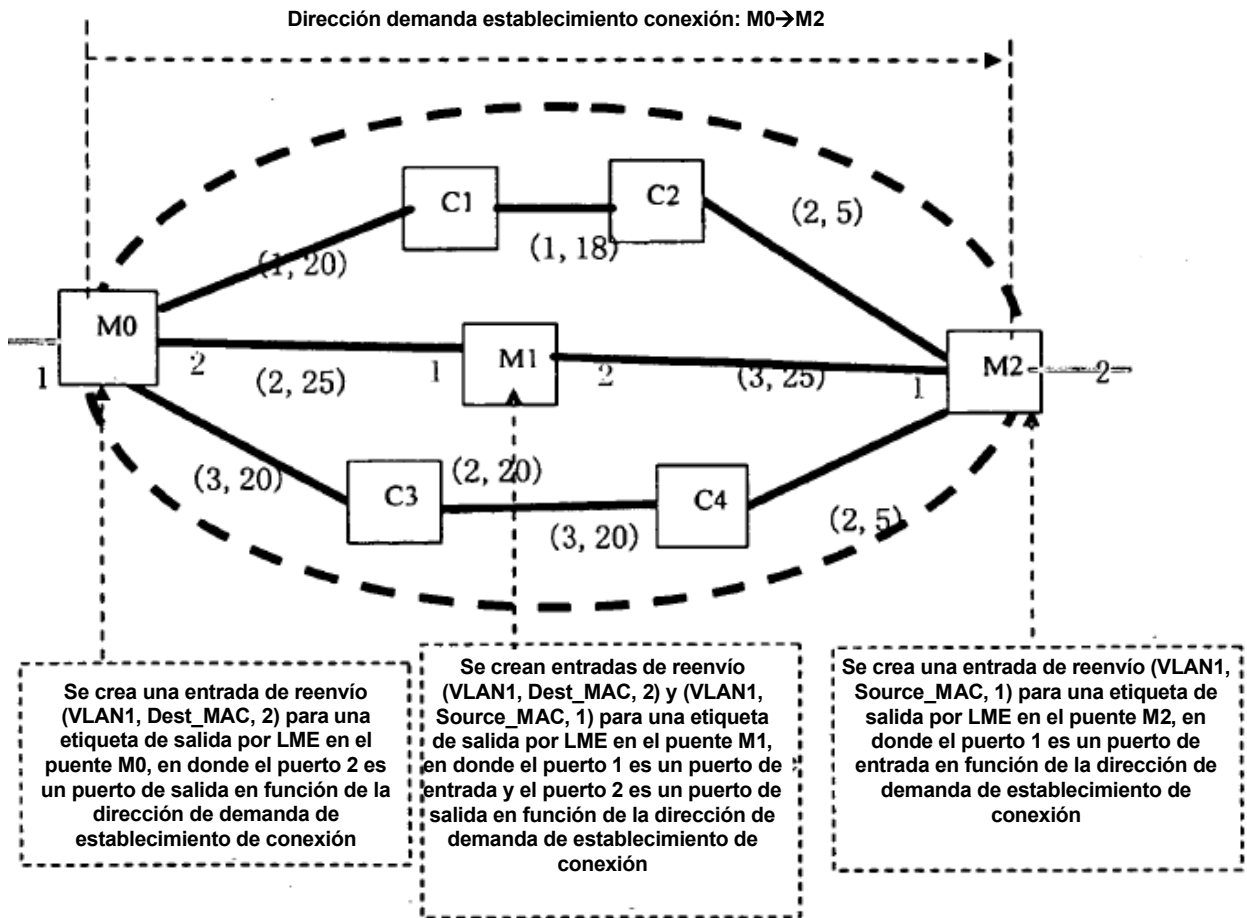 Dirección demanda establecimiento conexión: M0→M2
C1
C2
(2, 5)
(1, 20)
(1, 18)
M0
M1
M2
1
2
(2, 25)
1
2
(3, 25)
1
2
(3, 20)
C3
(2, 20)
(3, 20)
C4
(2, 5)
Se crea una entrada de reenvío
(VLAN1, Dest_MAC, 2) para una
etiqueta de salida por LME en el
puente M0, en donde el puerto 2 es
un puerto de salida en función de la
dirección de demanda de
establecimiento de conexión
Se crean entradas de reenvío
(VLAN1, Dest_MAC, 2) y (VLAN1,
Source_MAC, 1) para una etiqueta
de salida por LME en el puente M1,
en donde el puerto 1 es un puerto de
entrada y el puerto 2 es un puerto de
salida en función de la dirección de
demanda de establecimiento de
conexión
Se crea una entrada de reenvío (VLAN1,
Source_MAC, 1) para una etiqueta de
salida por LME en el puente M2, en
donde el puerto 1 es un puerto de
entrada en función de la dirección de
demanda de establecimiento de
conexión